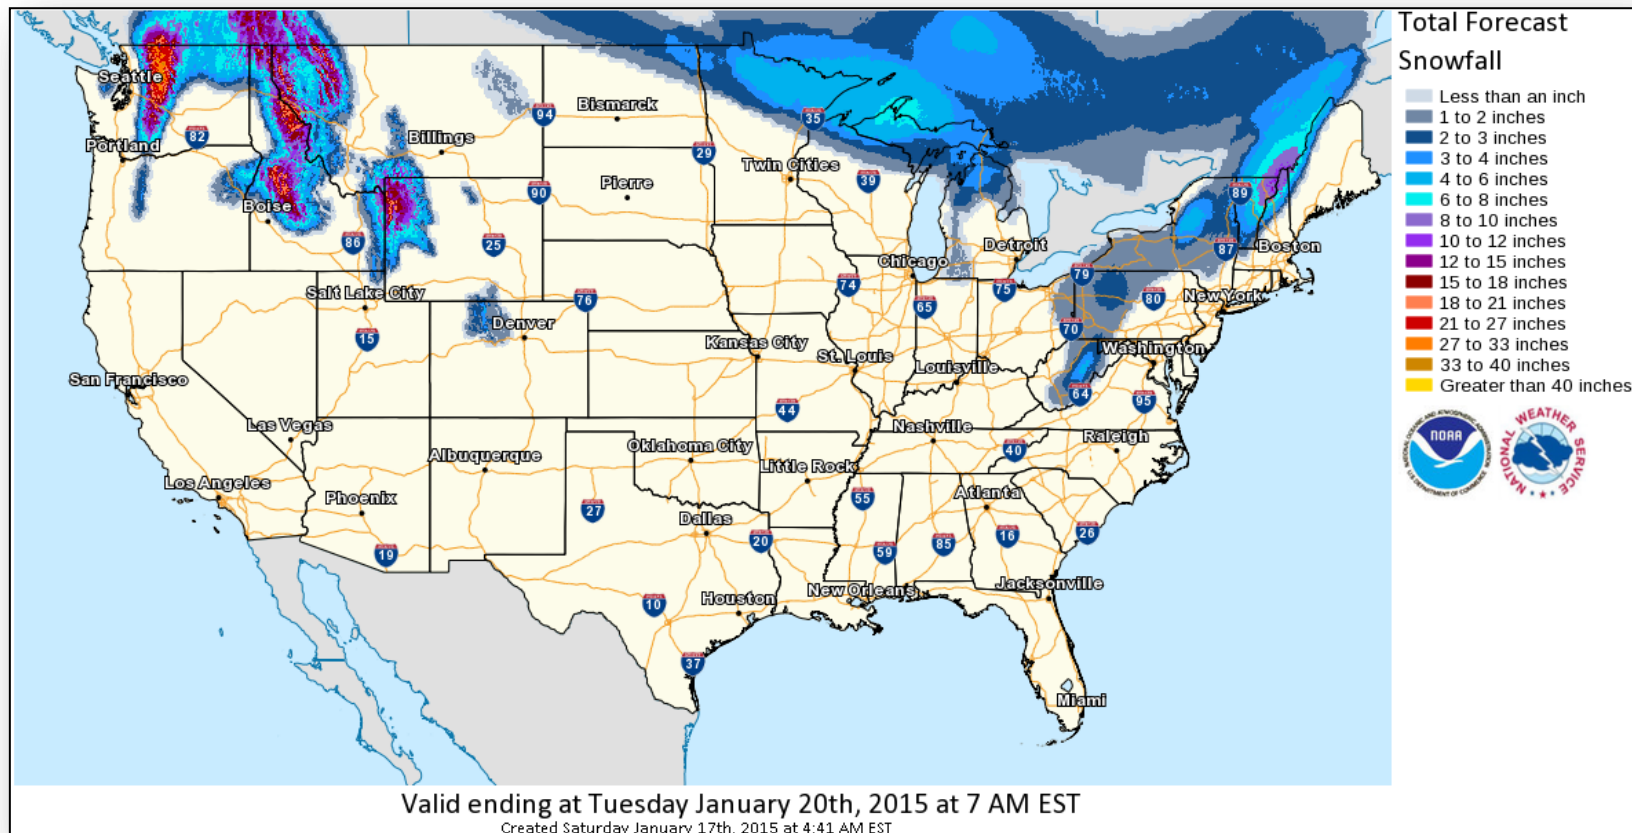 Total Forecast
Snowfall
Less than an inch
1 to 2 inches
2 to 3 inches
3 to 4 inches
4 to 6 inches
6 to 8 inches
8 to 10 inches
10 to 12 inches
12 to 15 inches
15 to 18 inches
18 to 21 inches
21 to 27 inches
27 to 33 inches
33 to 40 inches
Greater than 40 inches
NOAA
NATIONAL OCEANIC AND ATMOSPHERIC ADMINISTRATION
U.S. DEPARTMENT OF COMMERCE
NATIONAL WEATHER SERVICE
Seattle
Portland
82
Billings
94
Bismarck
35
29
Twin Cities
39
Pierre
90
Boise
86
25
89
87
Boston
Detroit
Chicago
79
74
75
80
New York
65
Salt Lake City
76
Denver
15
70
Kansas City
St. Louis
Washington
Louisville
San Francisco
64
95
44
Las Vegas
Nashville
Raleigh
Albuquerque
Oklahoma City
40
Little Rock
Los Angeles
Phoenix
27
55
Atlanta
Dallas
20
59
85
16
26
19
10
Houston
New Orleans
Jacksonville
37
Miami
Valid ending at Tuesday January 20th, 2015 at 7 AM EST
Created Saturday January 17th, 2015 at 4:41 AM EST